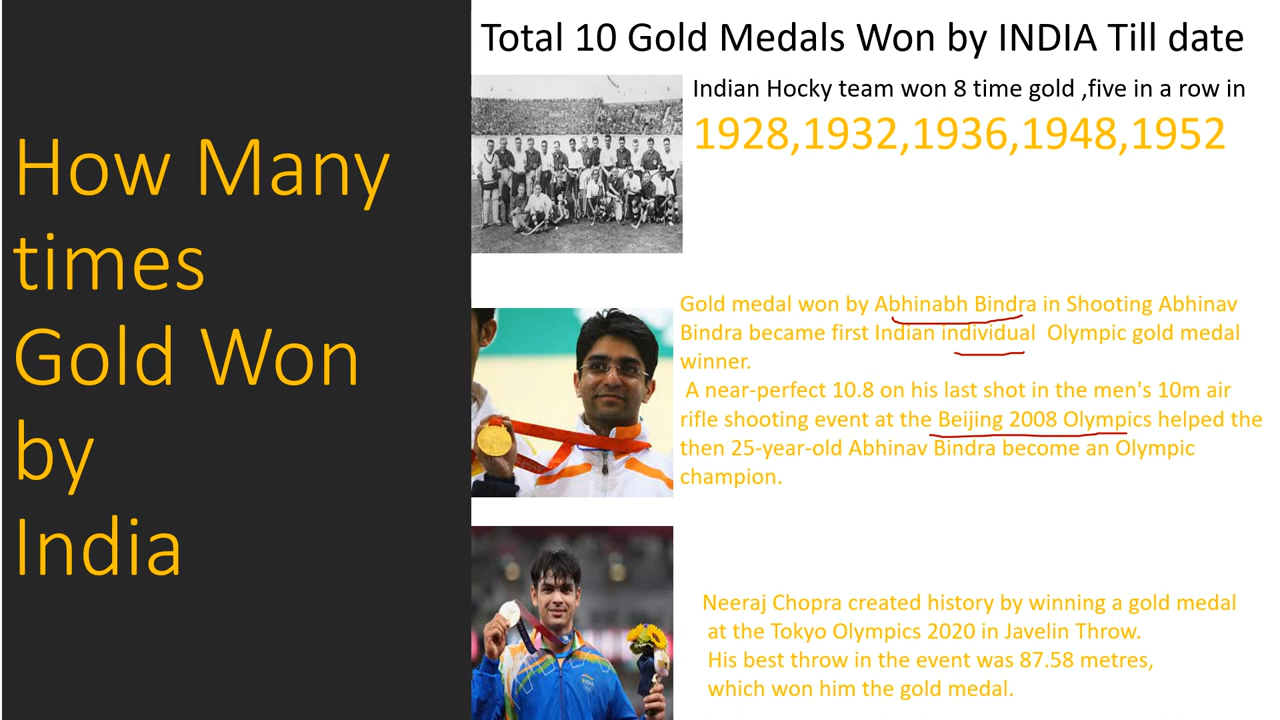 How Many
times
Gold Won
by
India
Total 10 Gold Medals Won by INDIA Till date
Indian Hocky team won 8 time gold ,five in a row in
1928,1932,1936,1948,1952
Gold medal won by Abhinabh Bindra in Shooting Abhinav
Bindra became first Indian individual Olympic gold medal
winner.
A near-perfect 10.8 on his last shot in the men's 10m air
rifle shooting event at the Beijing 2008 Olympics helped the
then 25-year-old Abhinav Bindra become an Olympic
champion.
Neeraj Chopra created history by winning a gold medal
at the Tokyo Olympics 2020 in Javelin Throw.
His best throw in the event was 87.58 metres,
which won him the gold medal.
INDIA